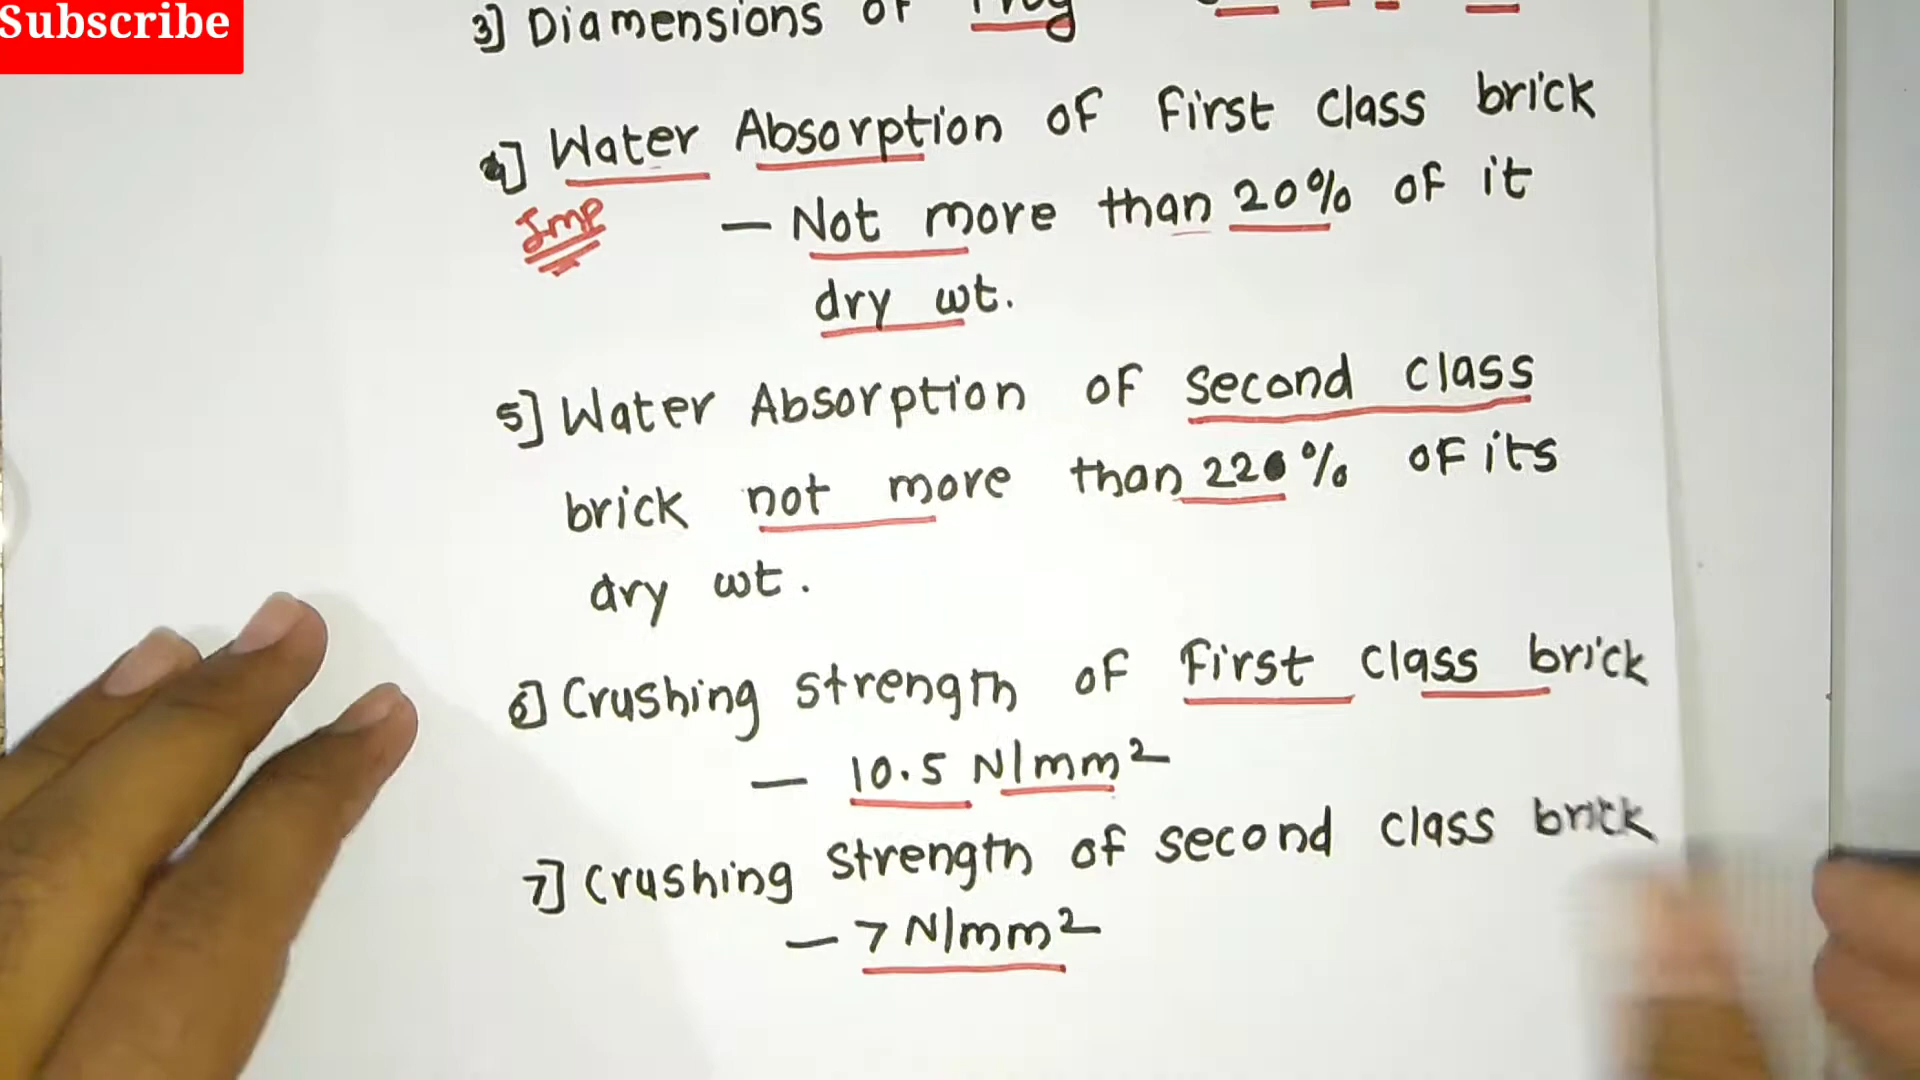 Subscribe
3] Diamensions of
4] Water Absorption of first class brick
Imp
— Not more than 20% of it
dry wt.
5] Water Absorption of second class
brick not more than 22% of its
dry wt.
6] Crushing strength of first class brick
— 10.5 N/mm²
7] Crushing strength of second class brick
— 7 N/mm²